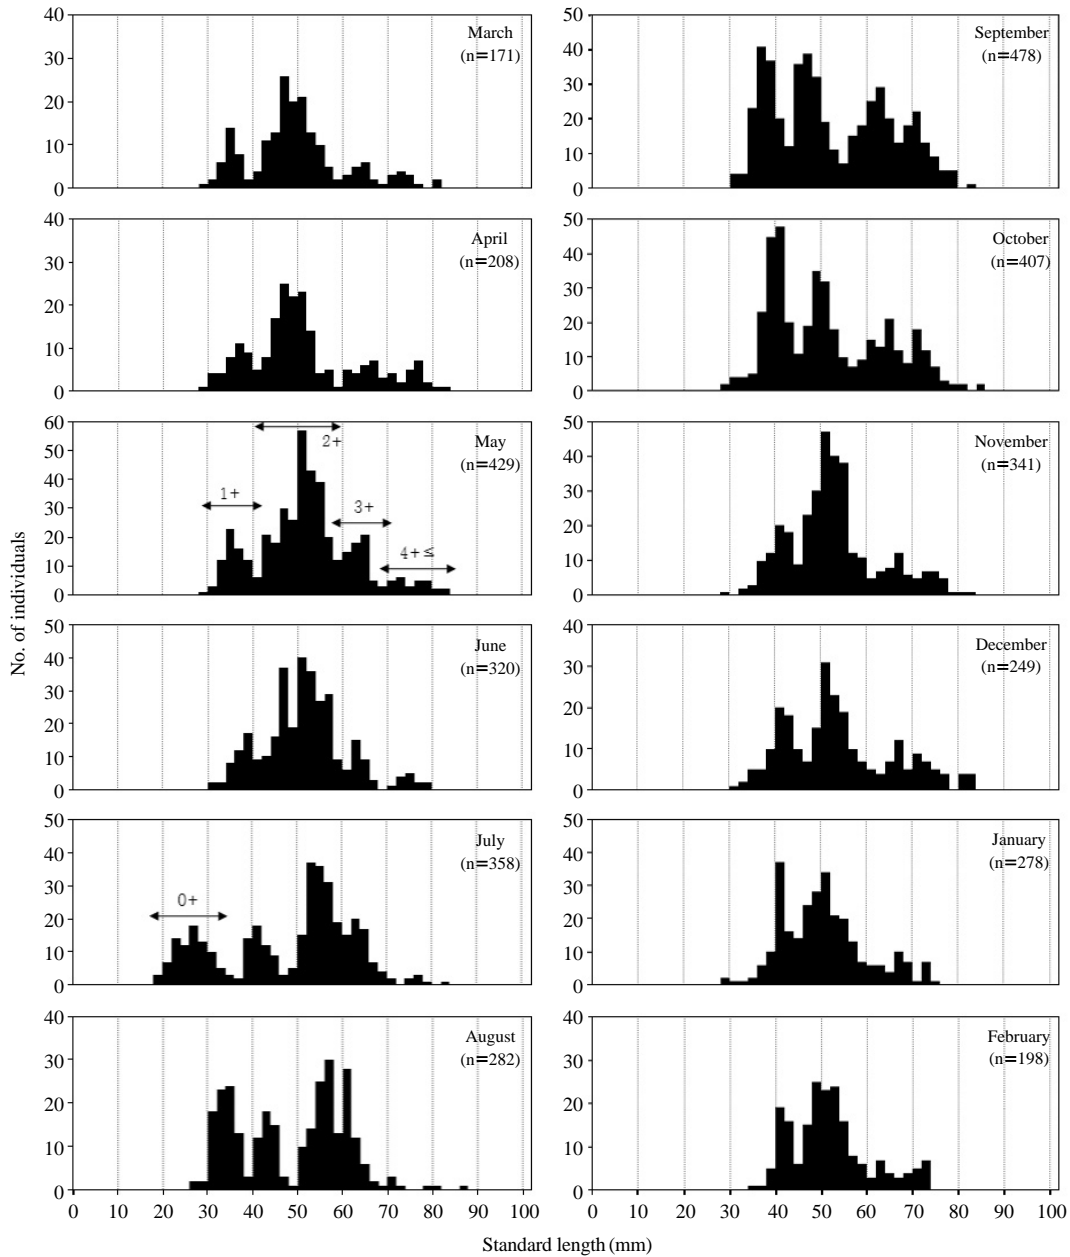 No. of individuals
40
30
20
10
0
March
(n=171)
50
40
30
20
10
0
September
(n=478)
40
30
20
10
0
April
(n=208)
50
40
30
20
10
0
October
(n=407)
60
50
40
30
20
10
0
1+
2+
3+
4+≤
May
(n=429)
50
40
30
20
10
0
November
(n=341)
50
40
30
20
10
0
June
(n=320)
40
30
20
10
0
December
(n=249)
50
40
30
20
10
0
0+
July
(n=358)
50
40
30
20
10
0
January
(n=278)
40
30
20
10
0
August
(n=282)
40
30
20
10
0
February
(n=198)
0 10 20 30 40 50 60 70 80 90 100
0 10 20 30 40 50 60 70 80 90 100
Standard length (mm)